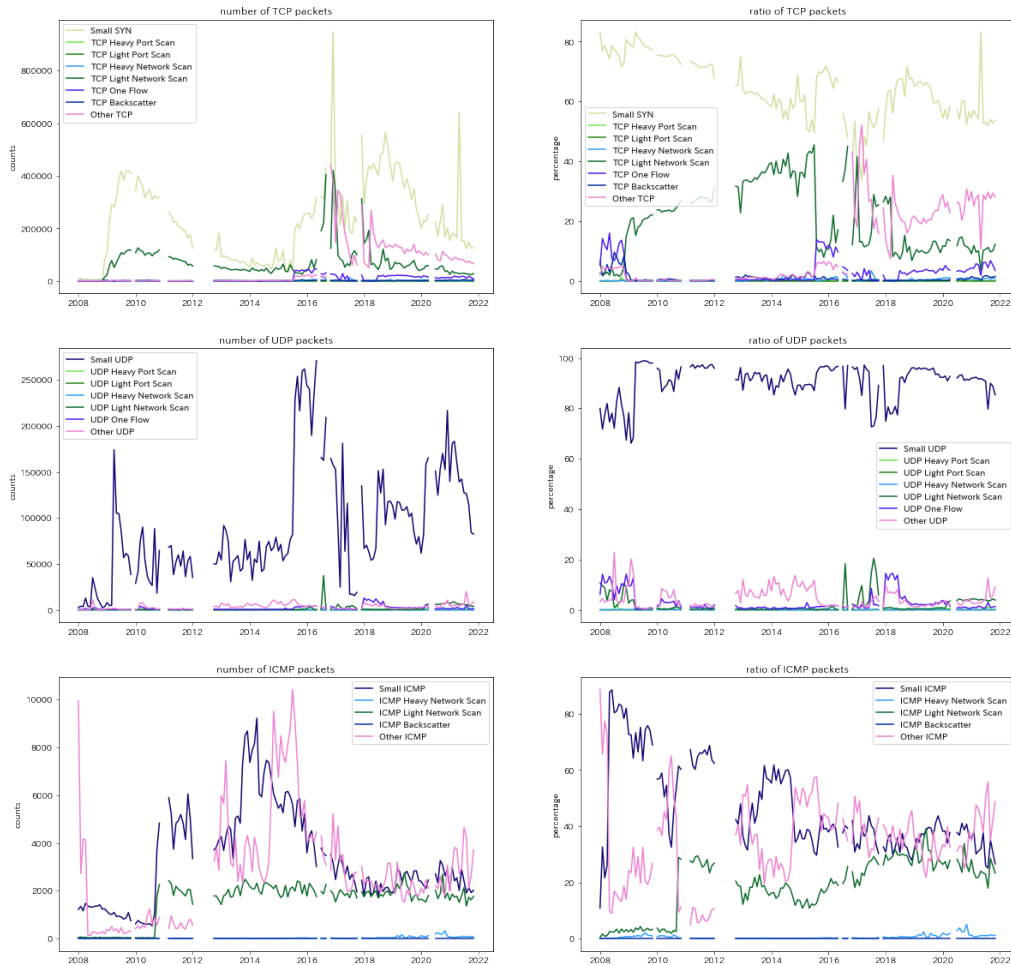 number of TCP packets
counts
800000
600000
400000
200000
0
2008
2010
2012
2014
2016
2018
2020
2022
Small SYN
TCP Heavy Port Scan
TCP Light Port Scan
TCP Heavy Network Scan
TCP Light Network Scan
TCP One Flow
TCP Backscatter
Other TCP
ratio of TCP packets
percentage
80
60
40
20
0
2008
2010
2012
2014
2016
2018
2020
2022
Small SYN
TCP Heavy Port Scan
TCP Light Port Scan
TCP Heavy Network Scan
TCP Light Network Scan
TCP One Flow
TCP Backscatter
Other TCP
number of UDP packets
counts
250000
200000
150000
100000
50000
0
2008
2010
2012
2014
2016
2018
2020
2022
Small UDP
UDP Heavy Port Scan
UDP Light Port Scan
UDP Heavy Network Scan
UDP Light Network Scan
UDP One Flow
Other UDP
ratio of UDP packets
percentage
100
80
60
40
20
0
2008
2010
2012
2014
2016
2018
2020
2022
Small UDP
UDP Heavy Port Scan
UDP Light Port Scan
UDP Heavy Network Scan
UDP Light Network Scan
UDP One Flow
Other UDP
number of ICMP packets
counts
10000
8000
6000
4000
2000
0
2008
2010
2012
2014
2016
2018
2020
2022
Small ICMP
ICMP Heavy Network Scan
ICMP Light Network Scan
ICMP Backscatter
Other ICMP
ratio of ICMP packets
percentage
80
60
40
20
0
2008
2010
2012
2014
2016
2018
2020
2022
Small ICMP
ICMP Heavy Network Scan
ICMP Light Network Scan
ICMP Backscatter
Other ICMP